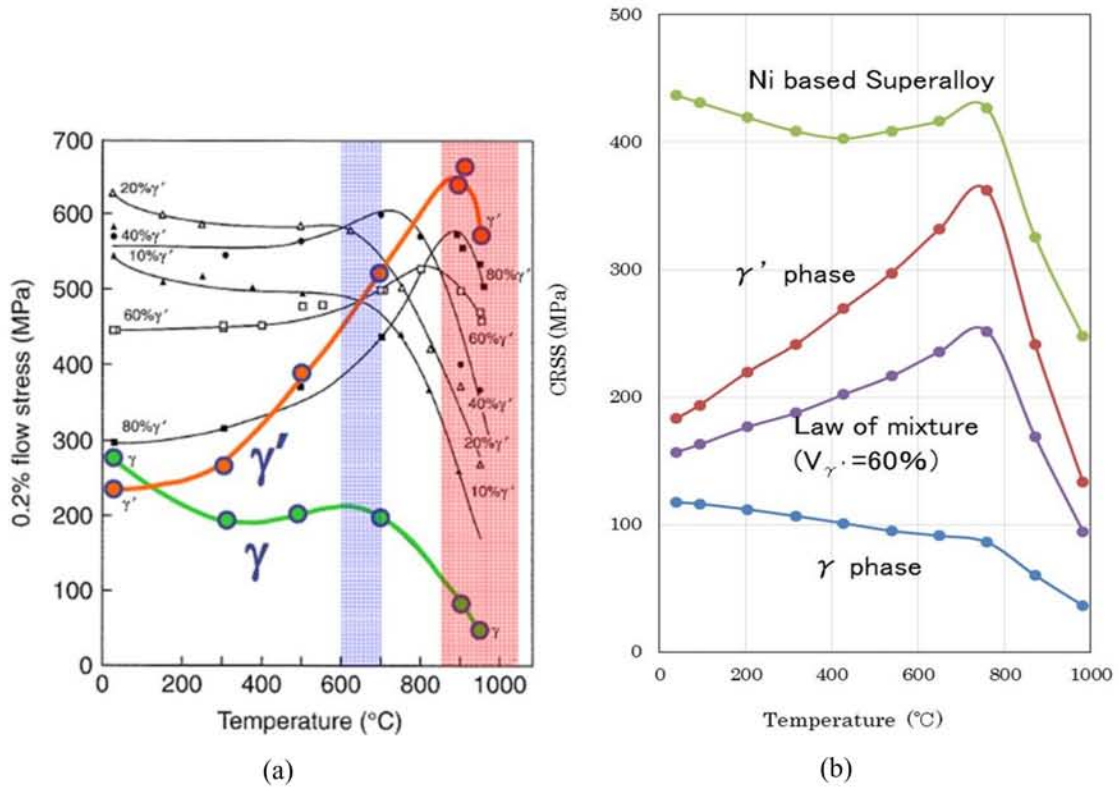 700
600
500
400
300
200
100
0
0.2% flow stress (MPa)
20%γ'
40%γ'
10%γ'
60%γ'
80%γ'
γ
γ'
γ'
γ
γ'
80%γ'
60%γ'
40%γ'
20%γ'
10%γ'
γ
0 200 400 600 800 1000
Temperature (°C)
(a)
500
400
300
200
100
0
CRSS (MPa)
Ni based Superalloy
γ' phase
Law of mixture
(Vγ'=60%)
γ phase
0 200 400 600 800 1000
Temperature (℃)
(b)